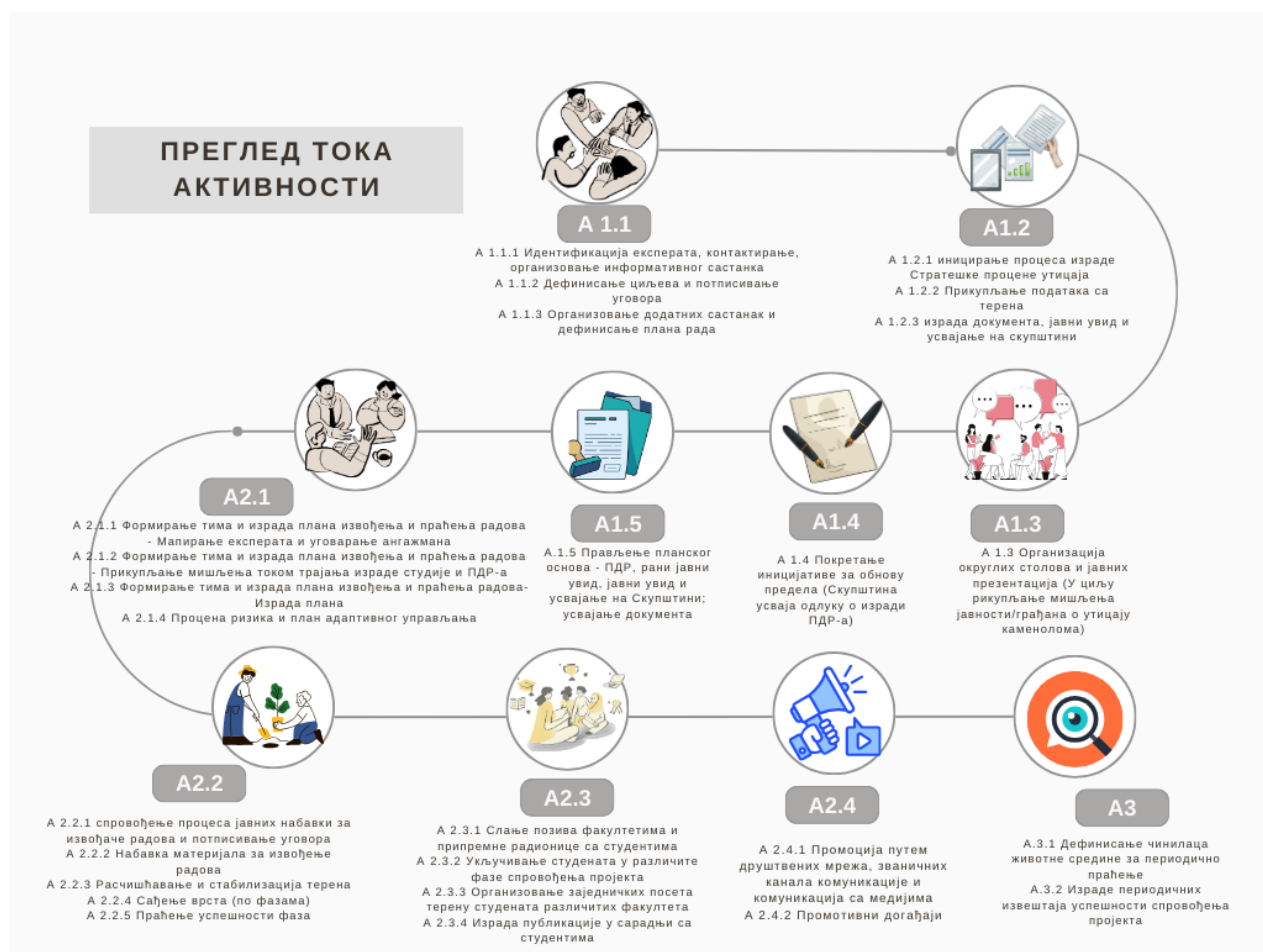 ПРЕГЛЕД ТОКА
АКТИВНОСТИ
А 1.1
А 1.1.1 Идентификација експерата, контактирање,
организовање информативног састанка
А 1.1.2 Дефинисање циљева и потписивање
уговора
А 1.1.3 Организовање додатних састанак и
дефинисање плана рада
А1.2
А 1.2.1 иницирање процеса израде
Стратешке процене утицаја
А 1.2.2 Прикупљање података са
терена
А 1.2.3 израда документа, јавни увид и
усвајање на скупштини
А2.1
А 2.1.1 Формирање тима и израда плана извођења и праћења радова
- Мапирање експерата и уговарање ангажмана
А 2.1.2 Формирање тима и израда плана извођења и праћења радова
- Прикупљање мишљења током трајања израде студије и ПДР-а
А 2.1.3 Формирање тима и израда плана извођења и праћења радова-
Израда плана
А 2.1.4 Процена ризика и план адаптивног управљања
А1.5
А.1.5 Прављење планског
основа - ПДР, рани јавни
увид, јавни увид и
усвајање на Скупштини;
усвајање документа
А1.4
А 1.4 Покретање
иницијативе за обнову
предела (Скупштина
усваја одлуку о изради
ПДР-а)
А1.3
А 1.3 Организација
округлих столова и јавних
презентација (У циљу
рикупљање мишљења
јавности/грађана о утицају
каменолома)
А2.2
А 2.2.1 спровођење процеса јавних набавки за
извођаче радова и потписивање уговора
А 2.2.2 Набавка материјала за извођење
радова
А 2.2.3 Расчишћавање и стабилизација терена
А 2.2.4 Сађење врста (по фазама)
А 2.2.5 Праћење успешности фаза
А2.3
А 2.3.1 Слање позива факултетима и
припремне радионице са студентима
А 2.3.2 Укључивање студената у различите
фазе спровођења пројекта
А 2.3.3 Организовање заједничких посета
терену студената различитих факултета
А 2.3.4 Израда публикације у сарадњи са
студентима
А2.4
А 2.4.1 Промоција путем
друштвених мрежа, званичних
канала комуникације и
комуникација са медијима
А 2.4.2 Промотивни догађаји
А3
А.3.1 Дефинисање чинилаца
животне средине за периодично
праћење
А.3.2 Израде периодичних
извештаја успешности спровођења
пројекта